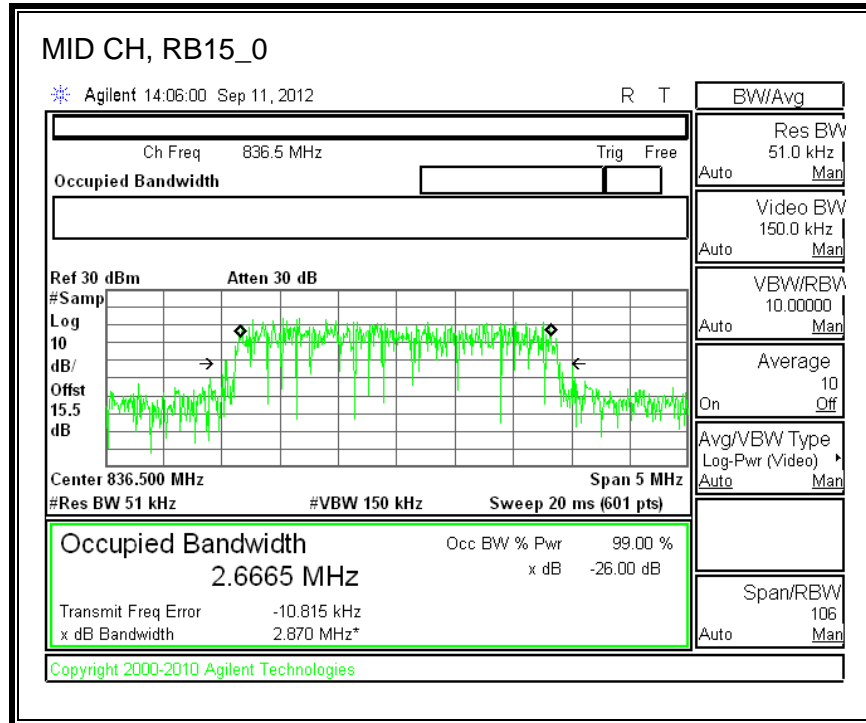 MID CH, RB15_0
Agilent 14:06:00 Sep 11, 2012 R T
Ch Freq 836.5 MHz Trig Free
Occupied Bandwidth
Ref 30 dBm Atten 30 dB
#Samp
Log
10
dB/
Offst
15.5
dB
Center 836.500 MHz Span 5 MHz
#Res BW 51 kHz #VBW 150 kHz Sweep 20 ms (601 pts)
Occupied Bandwidth
2.6665 MHz
Occ BW % Pwr 99.00 %
x dB -26.00 dB
Transmit Freq Error -10.815 kHz
x dB Bandwidth 2.870 MHz*
Copyright 2000-2010 Agilent Technologies
BW/Avg
Res BW
51.0 kHz
Auto Man
Video BW
150.0 kHz
Auto Man
VBW/RBW
10.00000
Auto Man
Average
10
On Off
Avg/VBW Type
Log-Pwr (Video)
Auto Man
Span/RBW
106
Auto Man